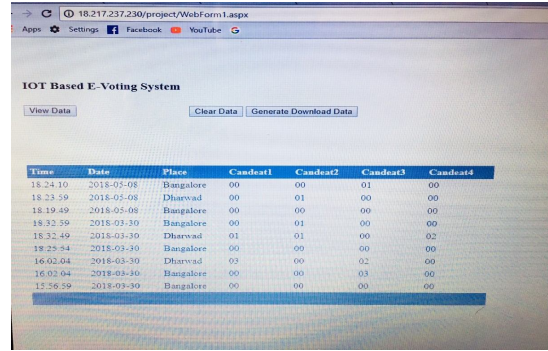 18.217.237.230/project/WebForm1.aspx
Apps Settings Facebook YouTube
IOT Based E-Voting System
View Data Clear Data Generate Download Data
Time Date Place Candeat1 Candeat2 Candeat3 Candeat4
18.24.10 2018-05-08 Bangalore 00 00 01 00
18.23.59 2018-05-08 Dharwad 00 01 00 00
18.19.49 2018-05-08 Bangalore 00 00 00 00
18.32.59 2018-03-30 Bangalore 00 01 00 00
18.32.49 2018-03-30 Dharwad 01 01 00 02
18.25.54 2018-03-30 Bangalore 00 00 00 00
16.02.04 2018-03-30 Dharwad 03 00 02 00
16.02.04 2018-03-30 Bangalore 00 00 03 00
15.56.59 2018-03-30 Bangalore 00 00 00 00